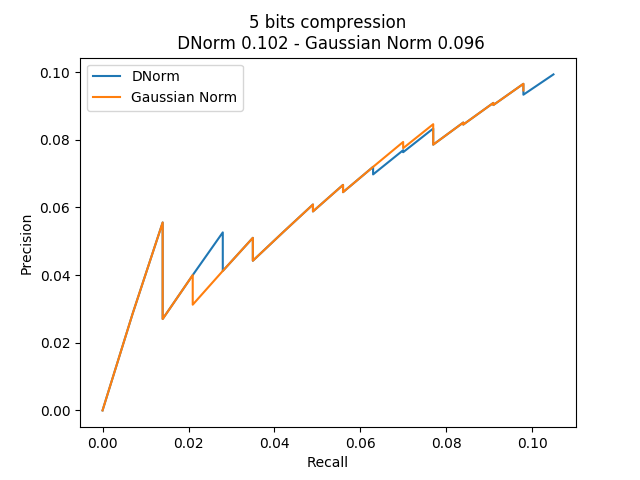 5 bits compression
DNorm 0.102 - Gaussian Norm 0.096
DNorm
Gaussian Norm
0.10
0.08
0.06
0.04
0.02
0.00
Precision
0.00 0.02 0.04 0.06 0.08 0.10
Recall